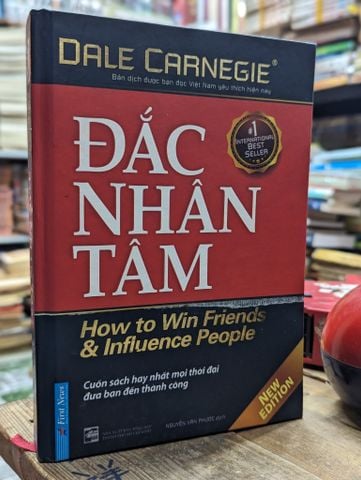 DALE CARNEGIE®
Bản dịch được bạn đọc Việt Nam yêu thích hiện nay
#1
INTERNATIONAL
BEST
SELLER
ĐẮC
NHÂN
TÂM
How to Win Friends
& Influence People
Cuốn sách hay nhất mọi thời đại
đưa bạn đến thành công
NEW
EDITION
First News
NGUYỄN VĂN PHƯỚC dịch